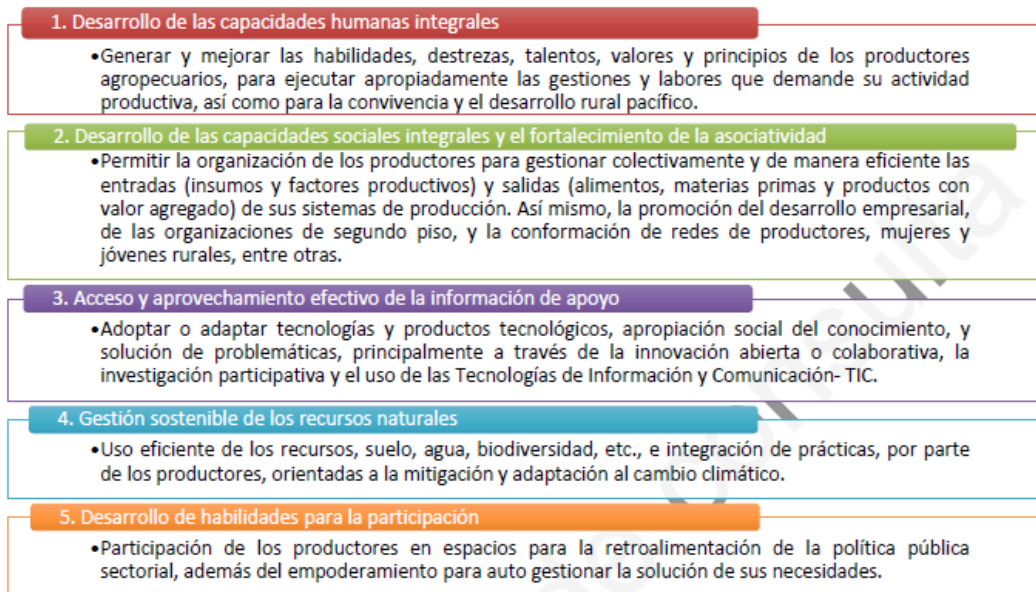 1. Desarrollo de las capacidades humanas integrales
•Generar y mejorar las habilidades, destrezas, talentos, valores y principios de los productores
agropecuarios, para ejecutar apropiadamente las gestiones y labores que demande su actividad
productiva, así como para la convivencia y el desarrollo rural pacífico.
2. Desarrollo de las capacidades sociales integrales y el fortalecimiento de la asociatividad
•Permitir la organización de los productores para gestionar colectivamente y de manera eficiente las
entradas (insumos y factores productivos) y salidas (alimentos, materias primas y productos con
valor agregado) de sus sistemas de producción. Así mismo, la promoción del desarrollo empresarial,
de las organizaciones de segundo piso, y la conformación de redes de productores, mujeres y
jóvenes rurales, entre otras.
3. Acceso y aprovechamiento efectivo de la información de apoyo
•Adoptar o adaptar tecnologías y productos tecnológicos, apropiación social del conocimiento, y
solución de problemáticas, principalmente a través de la innovación abierta o colaborativa, la
investigación participativa y el uso de las Tecnologías de Información y Comunicación- TIC.
4. Gestión sostenible de los recursos naturales
•Uso eficiente de los recursos, suelo, agua, biodiversidad, etc., e integración de prácticas, por parte
de los productores, orientadas a la mitigación y adaptación al cambio climático.
5. Desarrollo de habilidades para la participación
•Participación de los productores en espacios para la retroalimentación de la política pública
sectorial, además del empoderamiento para auto gestionar la solución de sus necesidades.